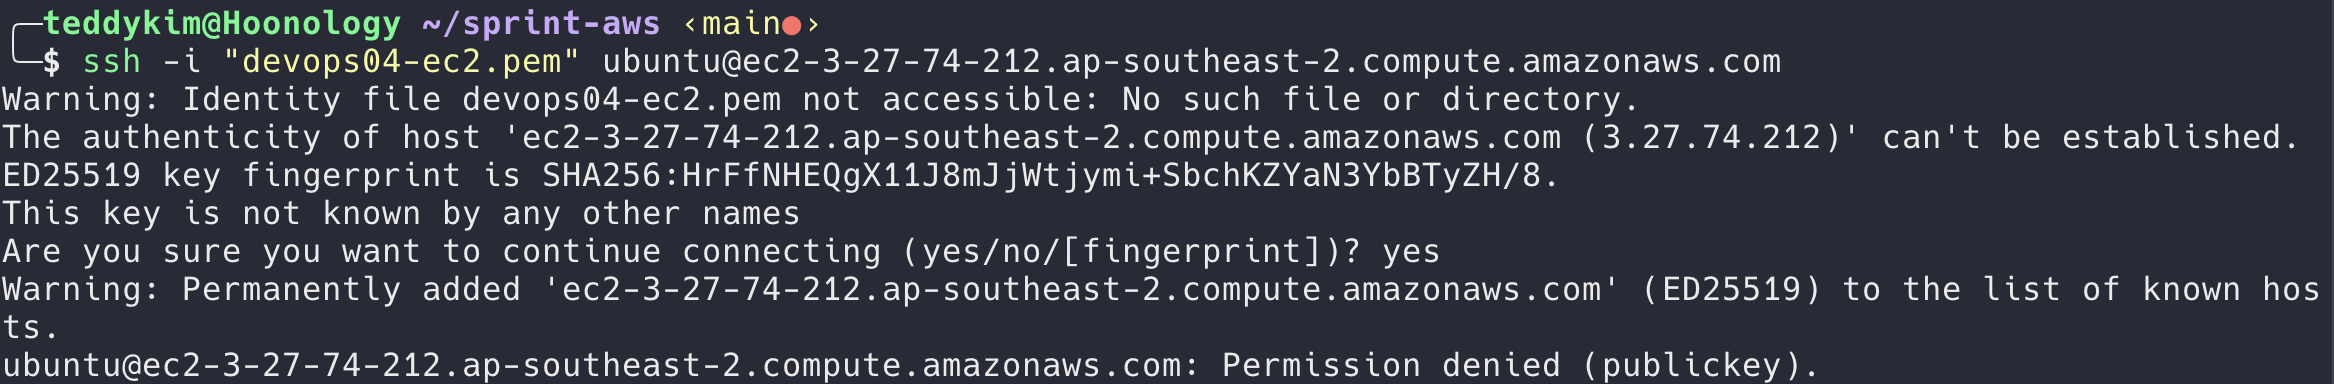 teddykim@Hoonology ~/sprint-aws ‹main●›
$ ssh -i "devops04-ec2.pem" ubuntu@ec2-3-27-74-212.ap-southeast-2.compute.amazonaws.com
Warning: Identity file devops04-ec2.pem not accessible: No such file or directory.
The authenticity of host 'ec2-3-27-74-212.ap-southeast-2.compute.amazonaws.com (3.27.74.212)' can't be established.
ED25519 key fingerprint is SHA256:HrFfNHEQgX11J8mJjWtjymi+SbchKZYaN3YbBTyZH/8.
This key is not known by any other names
Are you sure you want to continue connecting (yes/no/[fingerprint])? yes
Warning: Permanently added 'ec2-3-27-74-212.ap-southeast-2.compute.amazonaws.com' (ED25519) to the list of known hos
ts.
ubuntu@ec2-3-27-74-212.ap-southeast-2.compute.amazonaws.com: Permission denied (publickey).